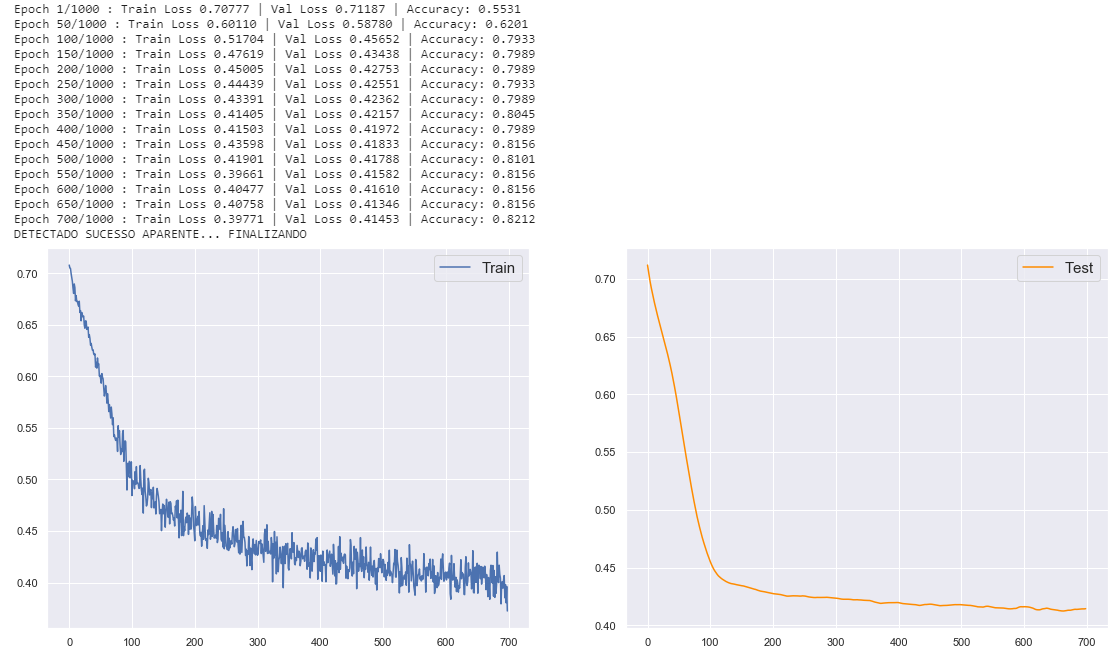 Epoch 1/1000 : Train Loss 0.70777 | Val Loss 0.71187 | Accuracy: 0.5531
Epoch 50/1000 : Train Loss 0.60110 | Val Loss 0.58780 | Accuracy: 0.6201
Epoch 100/1000 : Train Loss 0.51704 | Val Loss 0.45652 | Accuracy: 0.7933
Epoch 150/1000 : Train Loss 0.47619 | Val Loss 0.43438 | Accuracy: 0.7989
Epoch 200/1000 : Train Loss 0.45005 | Val Loss 0.42753 | Accuracy: 0.7989
Epoch 250/1000 : Train Loss 0.44439 | Val Loss 0.42551 | Accuracy: 0.7933
Epoch 300/1000 : Train Loss 0.43391 | Val Loss 0.42362 | Accuracy: 0.7989
Epoch 350/1000 : Train Loss 0.41405 | Val Loss 0.42157 | Accuracy: 0.8045
Epoch 400/1000 : Train Loss 0.41503 | Val Loss 0.41972 | Accuracy: 0.7989
Epoch 450/1000 : Train Loss 0.43598 | Val Loss 0.41833 | Accuracy: 0.8156
Epoch 500/1000 : Train Loss 0.41901 | Val Loss 0.41788 | Accuracy: 0.8101
Epoch 550/1000 : Train Loss 0.39661 | Val Loss 0.41582 | Accuracy: 0.8156
Epoch 600/1000 : Train Loss 0.40477 | Val Loss 0.41610 | Accuracy: 0.8156
Epoch 650/1000 : Train Loss 0.40758 | Val Loss 0.41346 | Accuracy: 0.8156
Epoch 700/1000 : Train Loss 0.39771 | Val Loss 0.41453 | Accuracy: 0.8212
DETECTADO SUCESSO APARENTE... FINALIZANDO
Train
0.70
0.65
0.60
0.55
0.50
0.45
0.40
0 100 200 300 400 500 600 700
Test
0.70
0.65
0.60
0.55
0.50
0.45
0.40
0 100 200 300 400 500 600 700